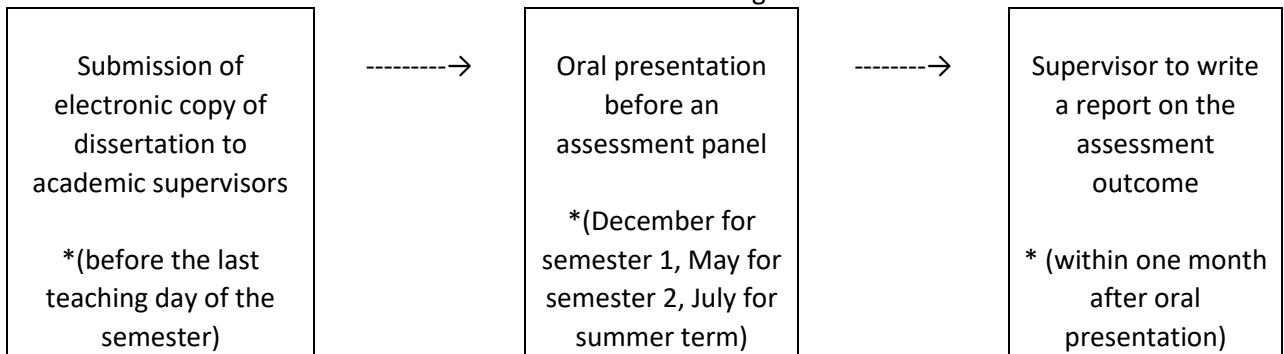 Submission of
electronic copy of
dissertation to
academic supervisors
*(before the last
teaching day of the
semester)
---------→
Oral presentation
before an
assessment panel
*(December for
semester 1, May for
semester 2, July for
summer term)
--------→
Supervisor to write
a report on the
assessment
outcome
* (within one month
after oral
presentation)